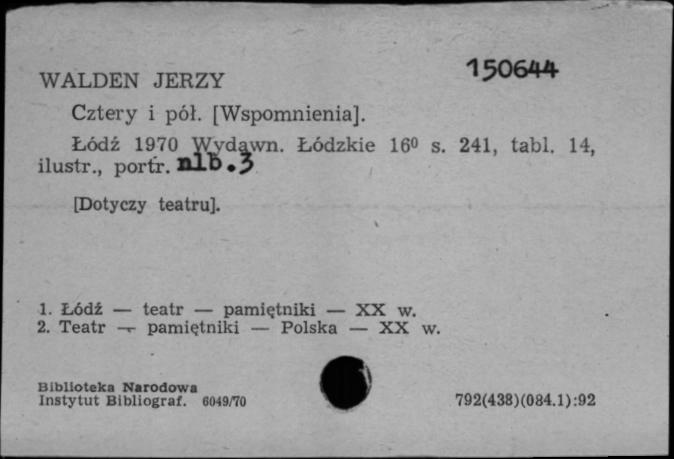 150644
WALDEN JERZY
Cztery i pół. [Wspomnienia].
Łódź 1970 Wydawn. Łódzkie 16⁰ s. 241, tabl. 14,
ilustr., portr. nlb. 3
[Dotyczy teatru].
1. Łódź — teatr — pamiętniki — XX w.
2. Teatr — pamiętniki — Polska — XX w.
Biblioteka Narodowa
Instytut Bibliograf. 6049/70
792(438)(084.1):92